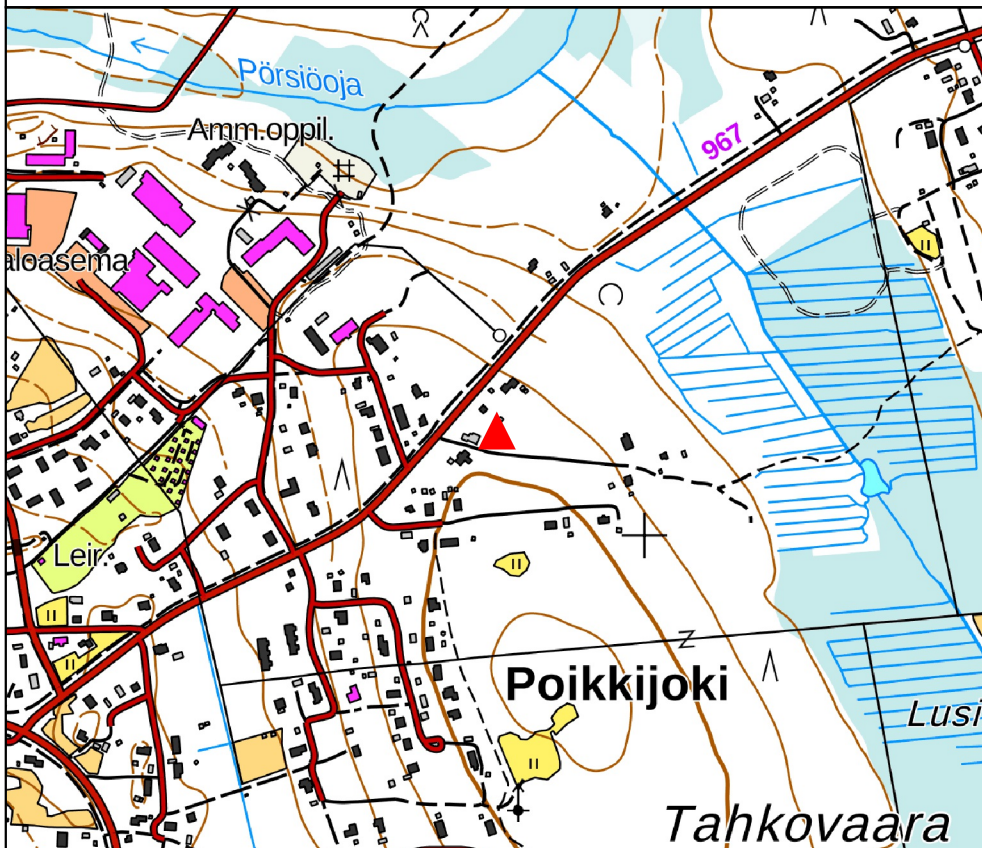 Pörsiöoja
Amm.oppil.
967
aloasema
Leir.
Poikkijoki
Lusi
Tahkovaara